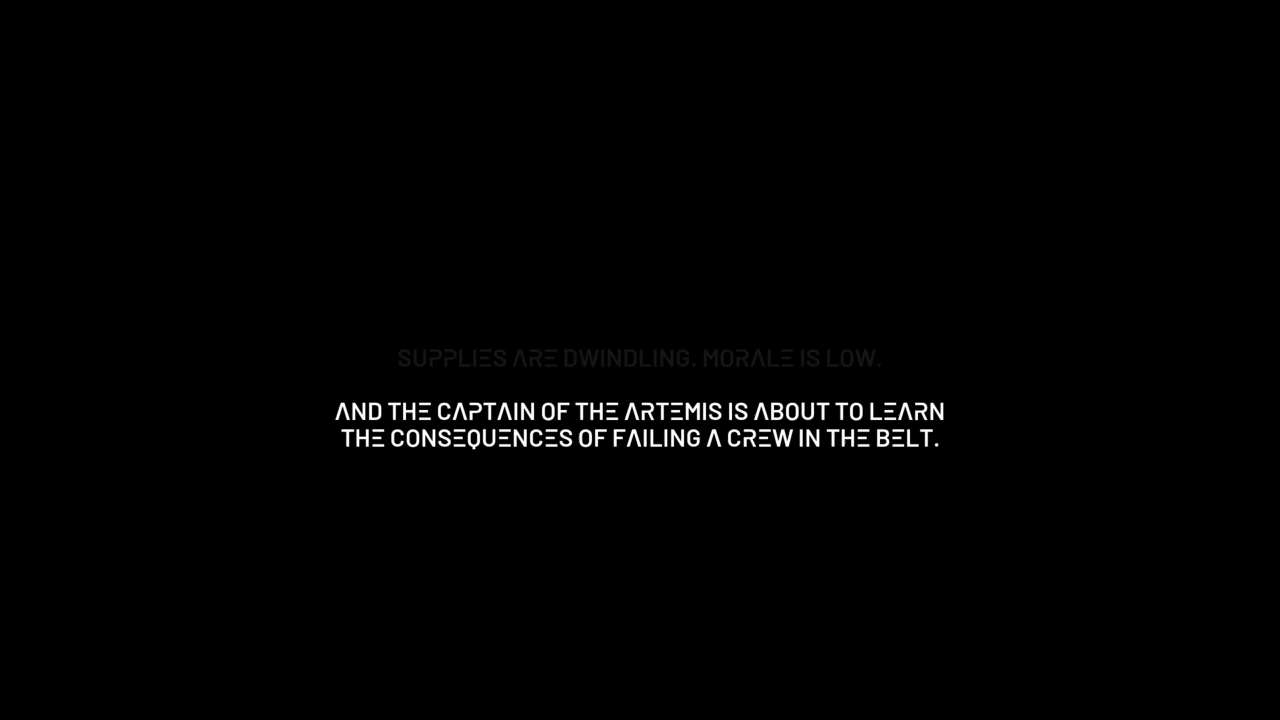 SUPPLIES ARE DWINDLING. MORALE IS LOW.
AND THE CAPTAIN OF THE ARTEMIS IS ABOUT TO LEARN
THE CONSEQUENCES OF FAILING A CREW IN THE BELT.